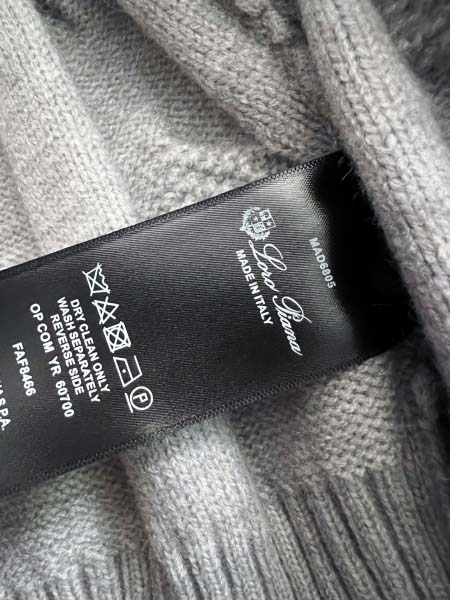 MAD6805
Loro Piana
MADE IN ITALY
DRY CLEAN ONLY
WASH SEPARATELY
REVERSE SIDE
OP COM YR 60700
FAF8466
S.P.A.